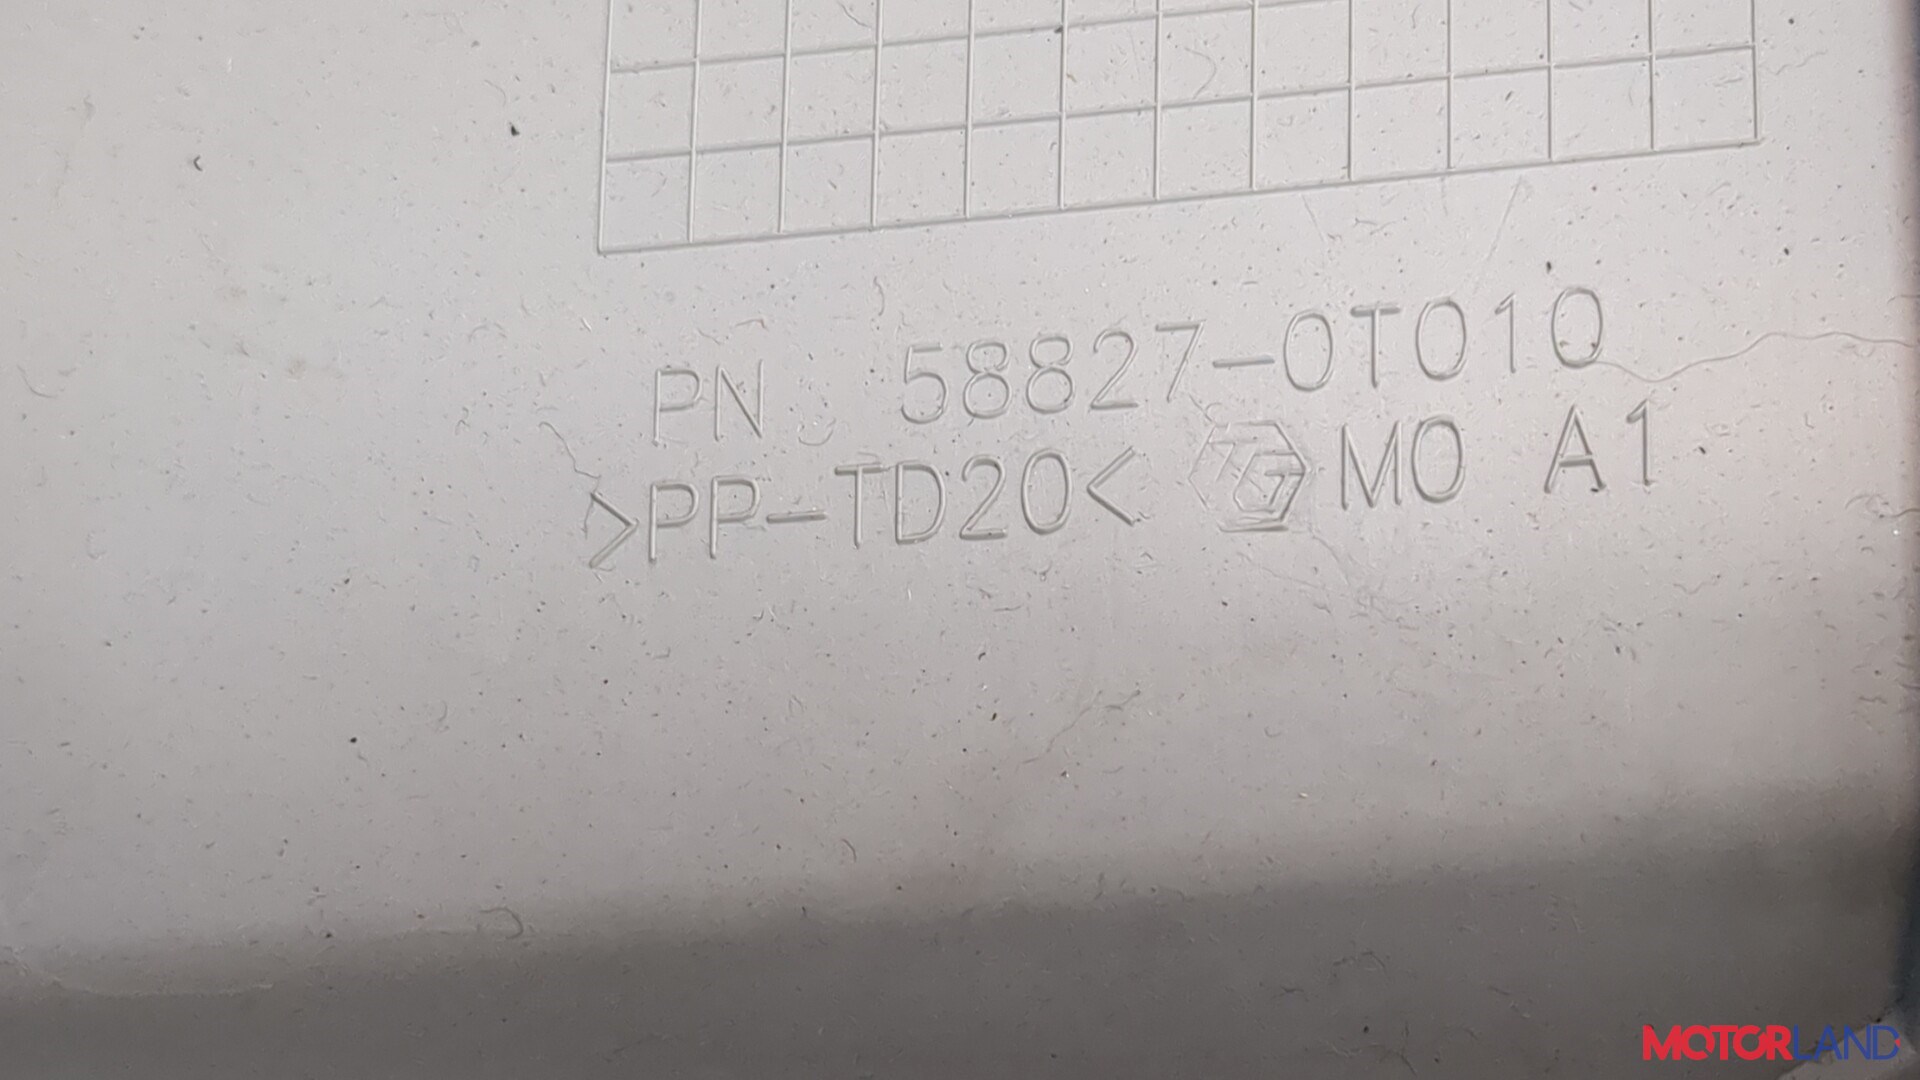 PN 58827-0T010
>PP-TD20< M0 A1
MOTORLAND